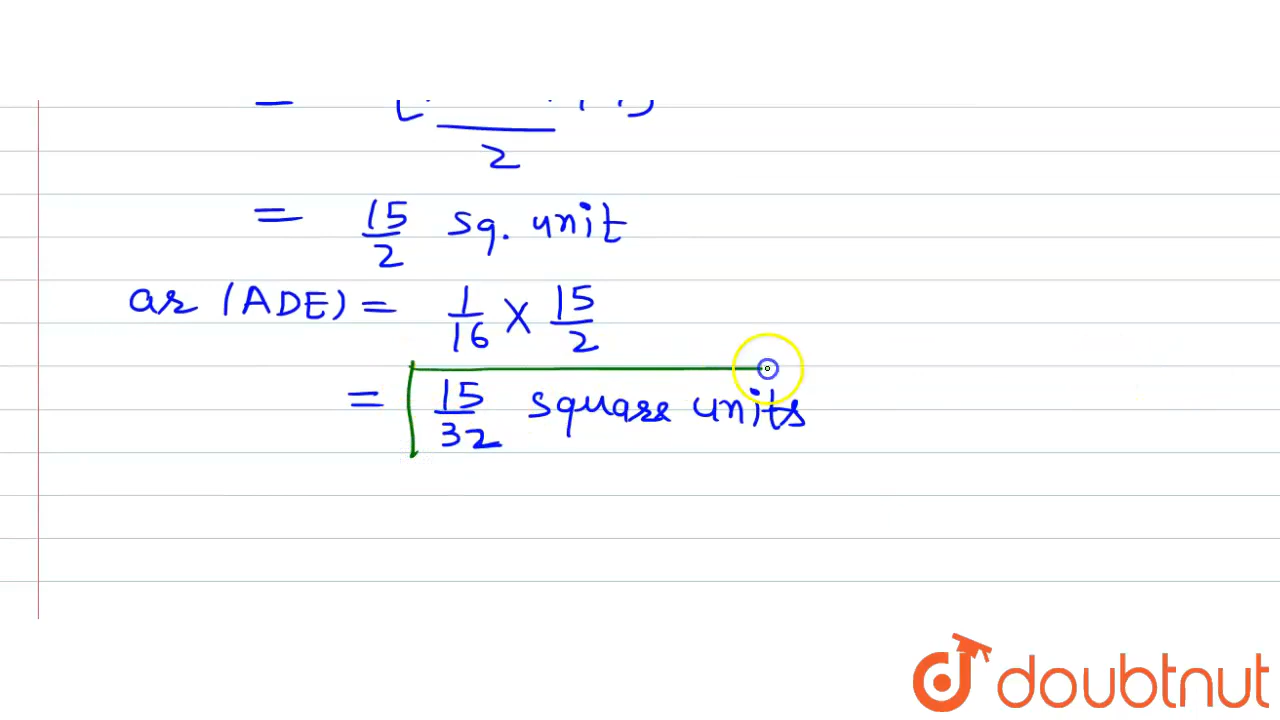 =
2
= 15/2 sq. unit
ar (ADE) = 1/16 × 15/2
= 15/32 square units
doubtnut